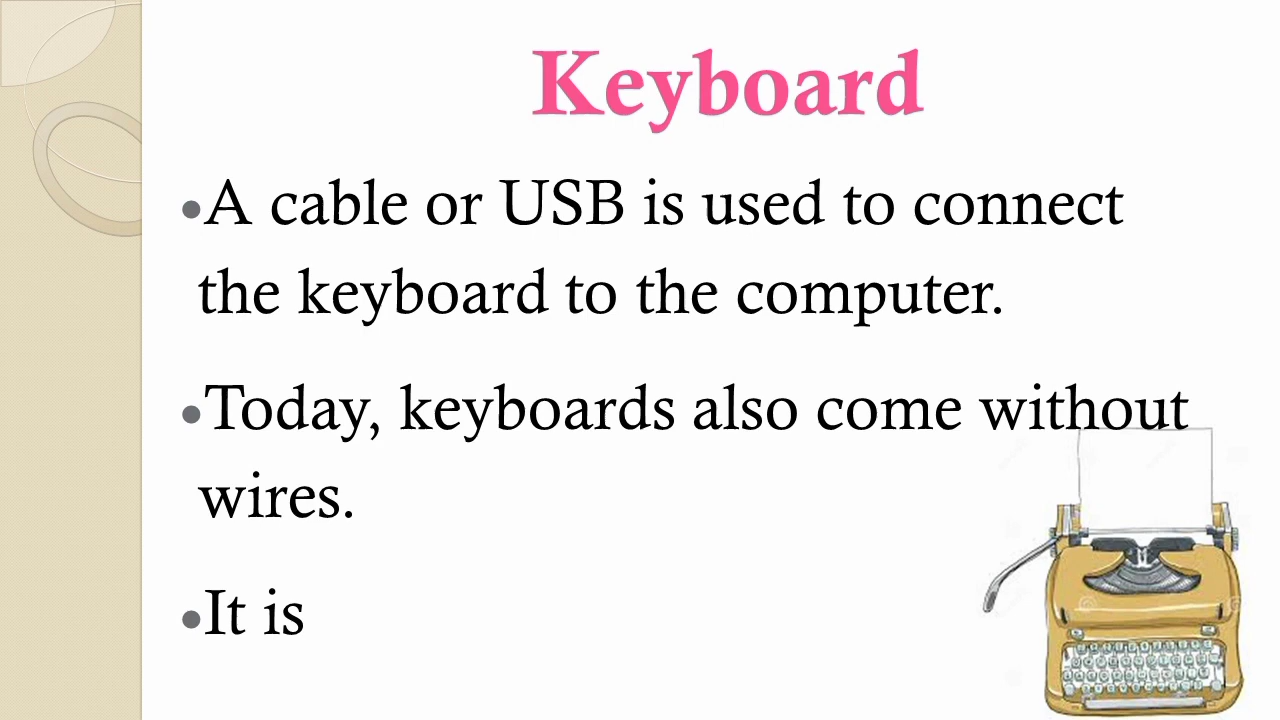 Keyboard
•A cable or USB is used to connect
the keyboard to the computer.
•Today, keyboards also come without
wires.
•It is